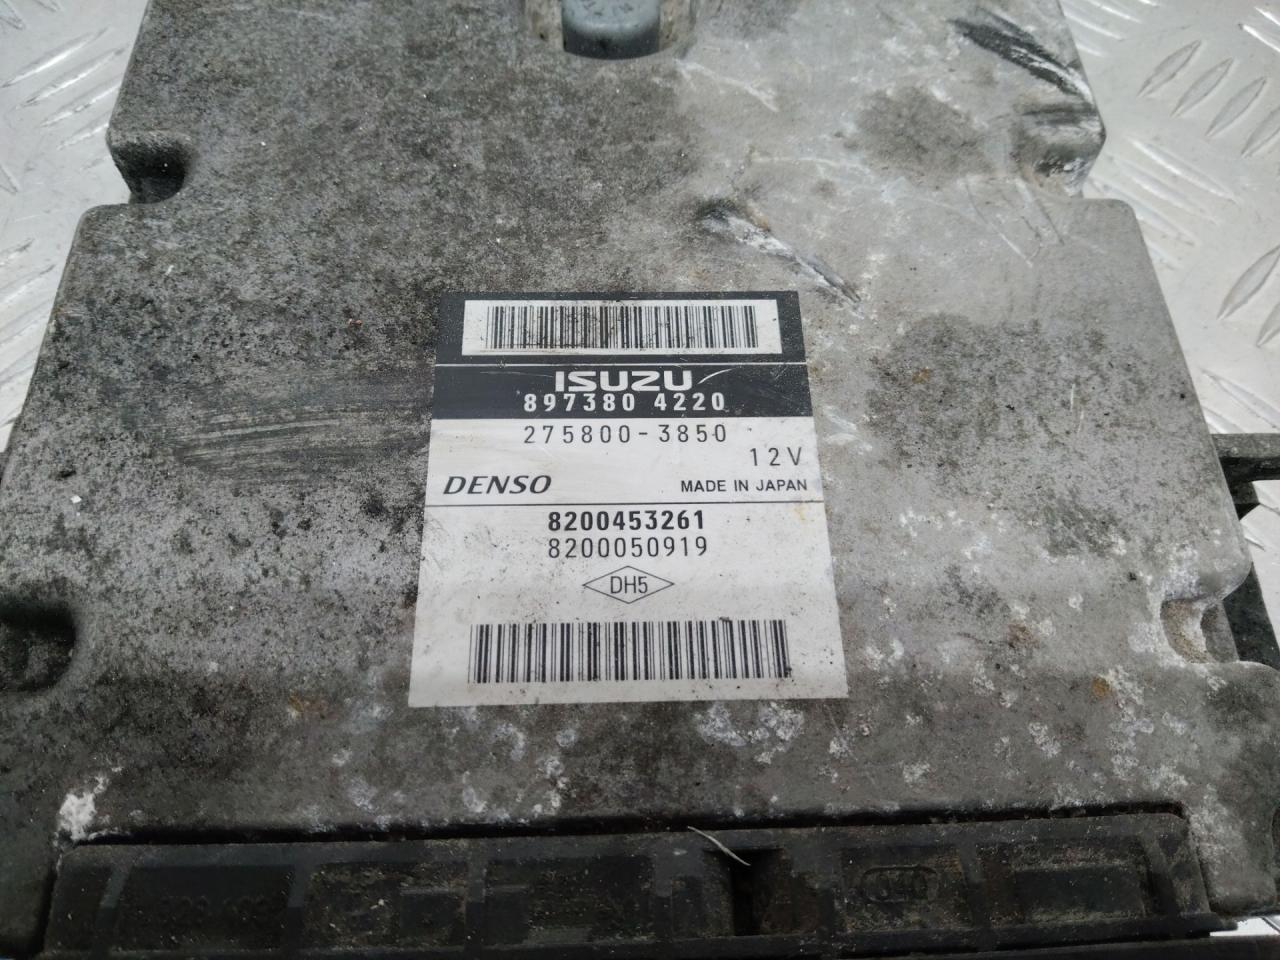 ISUZU
897380 4220
275800-3850
12V
DENSO MADE IN JAPAN
8200453261
8200050919
DH5